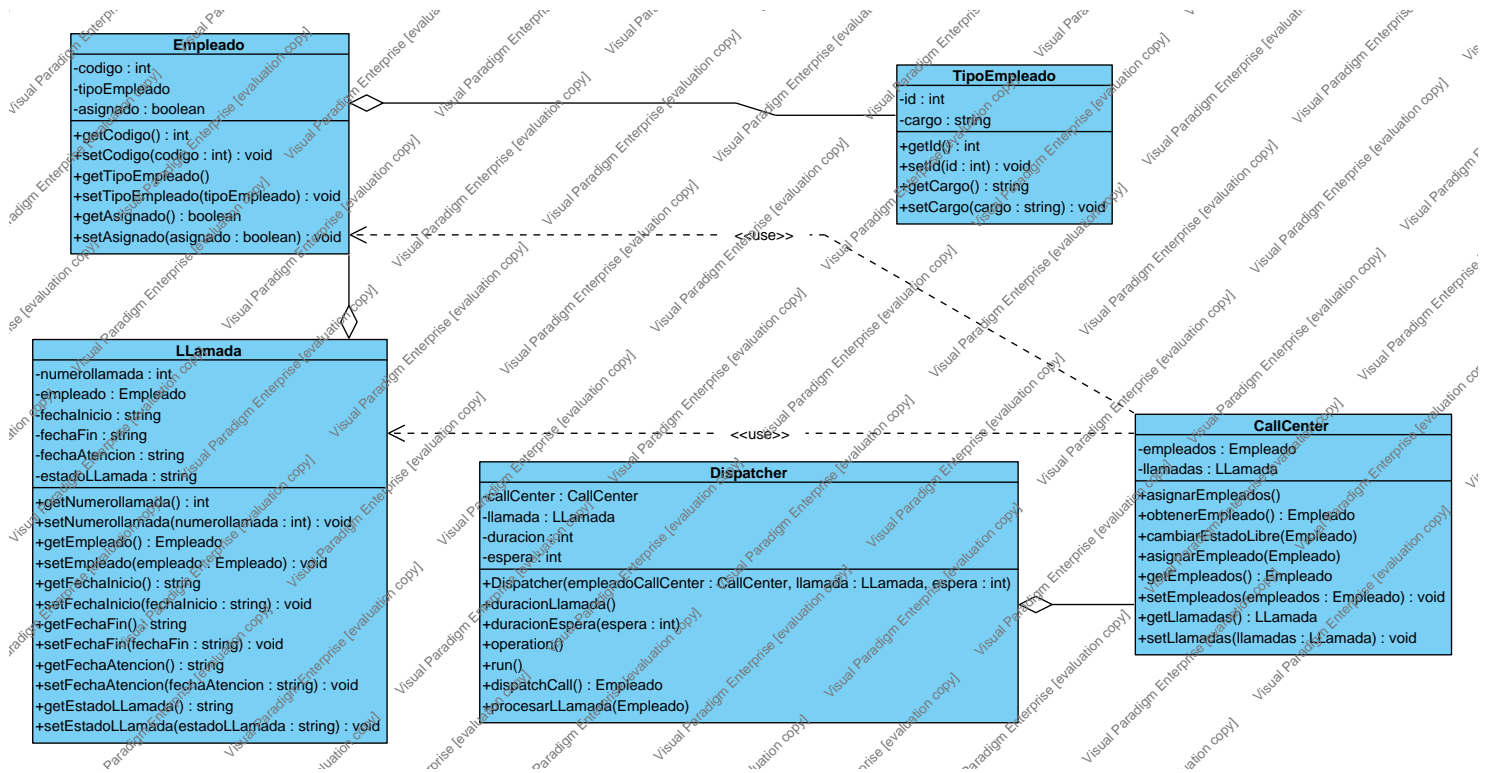 Empleado
-codigo : int
-tipoEmpleado
-asignado : boolean
+getCodigo() : int
+setCodigo(codigo : int) : void
+getTipoEmpleado()
+setTipoEmpleado(tipoEmpleado) : void
+getAsignado() : boolean
+setAsignado(asignado : boolean) : void
TipoEmpleado
-id : int
-cargo : string
+getId() : int
+setId(id : int) : void
+getCargo() : string
+setCargo(cargo : string) : void
<<use>>
<<use>>
LLamada
-numerollamada : int
-empleado : Empleado
-fechaInicio : string
-fechaFin : string
-fechaAtencion : string
-estadoLLamada : string
+getNumerollamada() : int
+setNumerollamada(numerollamada : int) : void
+getEmpleado() : Empleado
+setEmpleado(empleado : Empleado) : void
+getFechaInicio() : string
+setFechaInicio(fechaInicio : string) : void
+getFechaFin() : string
+setFechaFin(fechaFin : string) : void
+getFechaAtencion() : string
+setFechaAtencion(fechaAtencion : string) : void
+getEstadoLLamada() : string
+setEstadoLLamada(estadoLLamada : string) : void
Dispatcher
-callCenter : CallCenter
-llamada : LLamada
-duracion : int
-espera : int
+Dispatcher(empleadoCallCenter : CallCenter, llamada : LLamada, espera : int)
+duracionLlamada()
+duracionEspera(espera : int)
+operation()
+run()
+dispatchCall() : Empleado
+procesarLLamada(Empleado)
CallCenter
-empleados : Empleado
-llamadas : LLamada
+asignarEmpleados()
+obtenerEmpleado() : Empleado
+cambiarEstadoLibre(Empleado)
+asignarEmpleado(Empleado)
+getEmpleados() : Empleado
+setEmpleados(empleados : Empleado) : void
+getLlamadas() : LLamada
+setLlamadas(llamadas : LLamada) : void
Visual Paradigm Enterprise [evaluation copy]